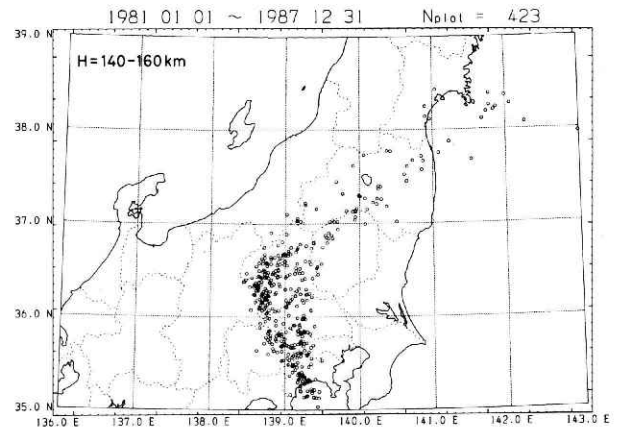 1981 01 01 ~ 1987 12 31 Nplot = 423
39.0 N
H=140-160km
38.0 N
37.0 N
36.0 N
35.0 N
136.0 E 137.0 E 138.0 E 139.0 E 140.0 E 141.0 E 142.0 E 143.0 E